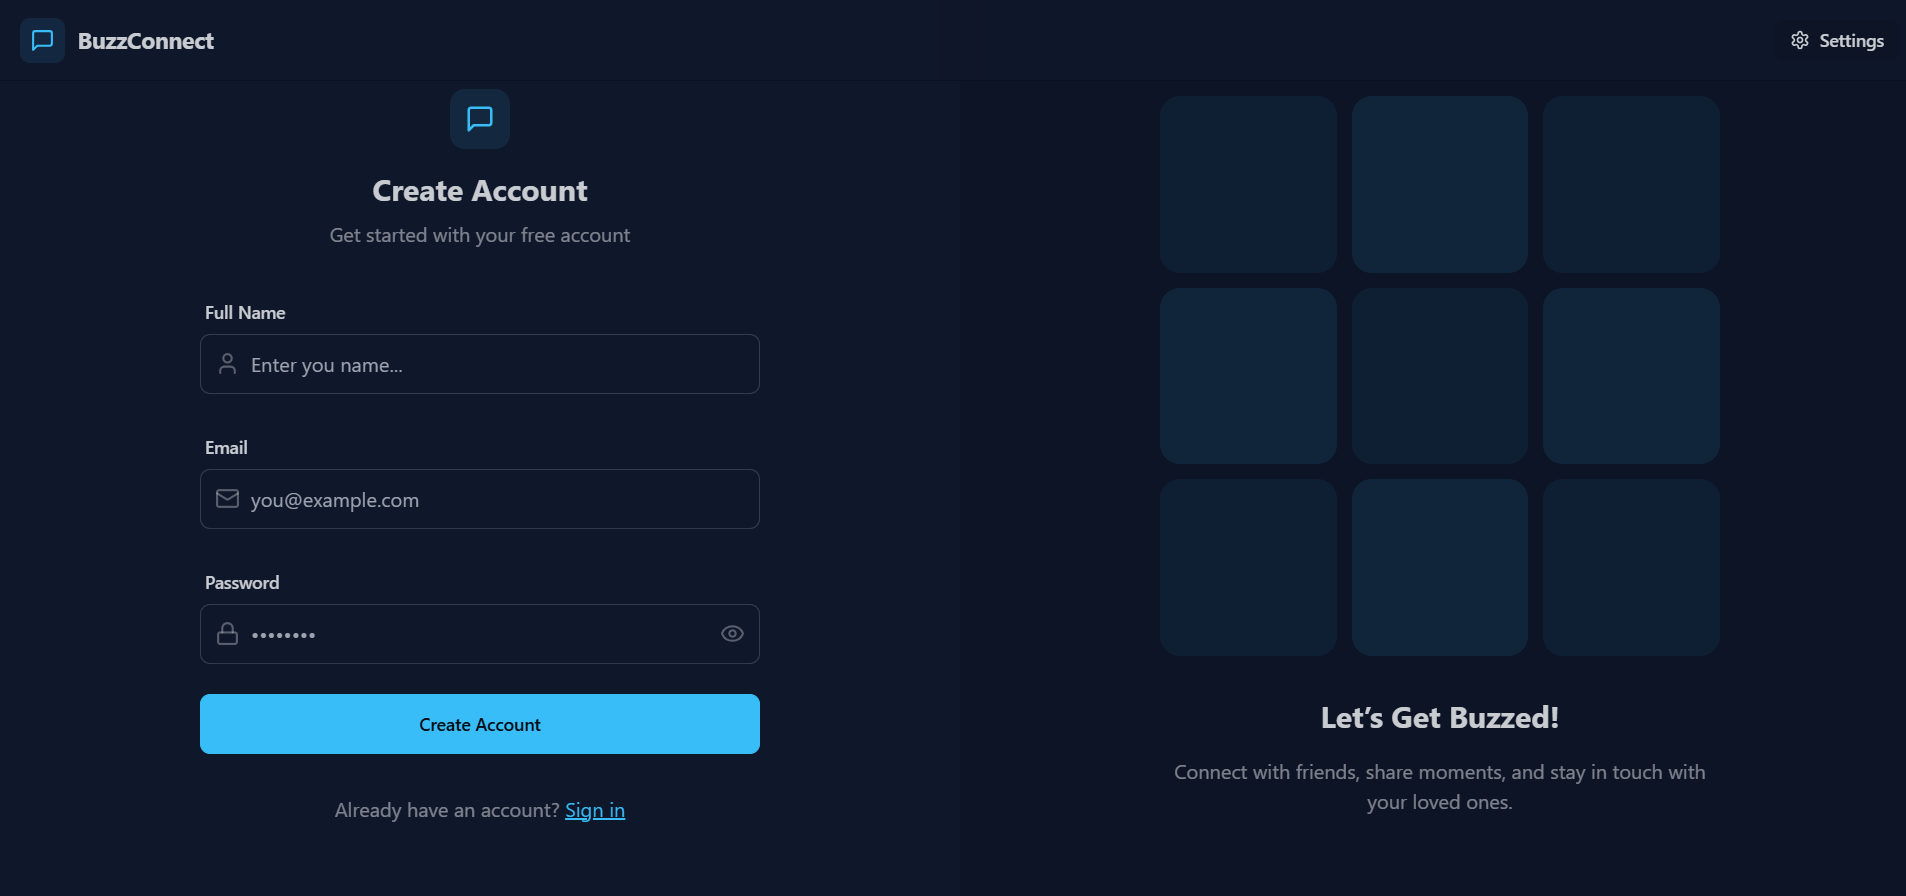 BuzzConnect
Settings
Create Account
Get started with your free account
Full Name
Enter you name...
Email
you@example.com
Password
••••••••
Create Account
Already have an account? Sign in
Let’s Get Buzzed!
Connect with friends, share moments, and stay in touch with
your loved ones.